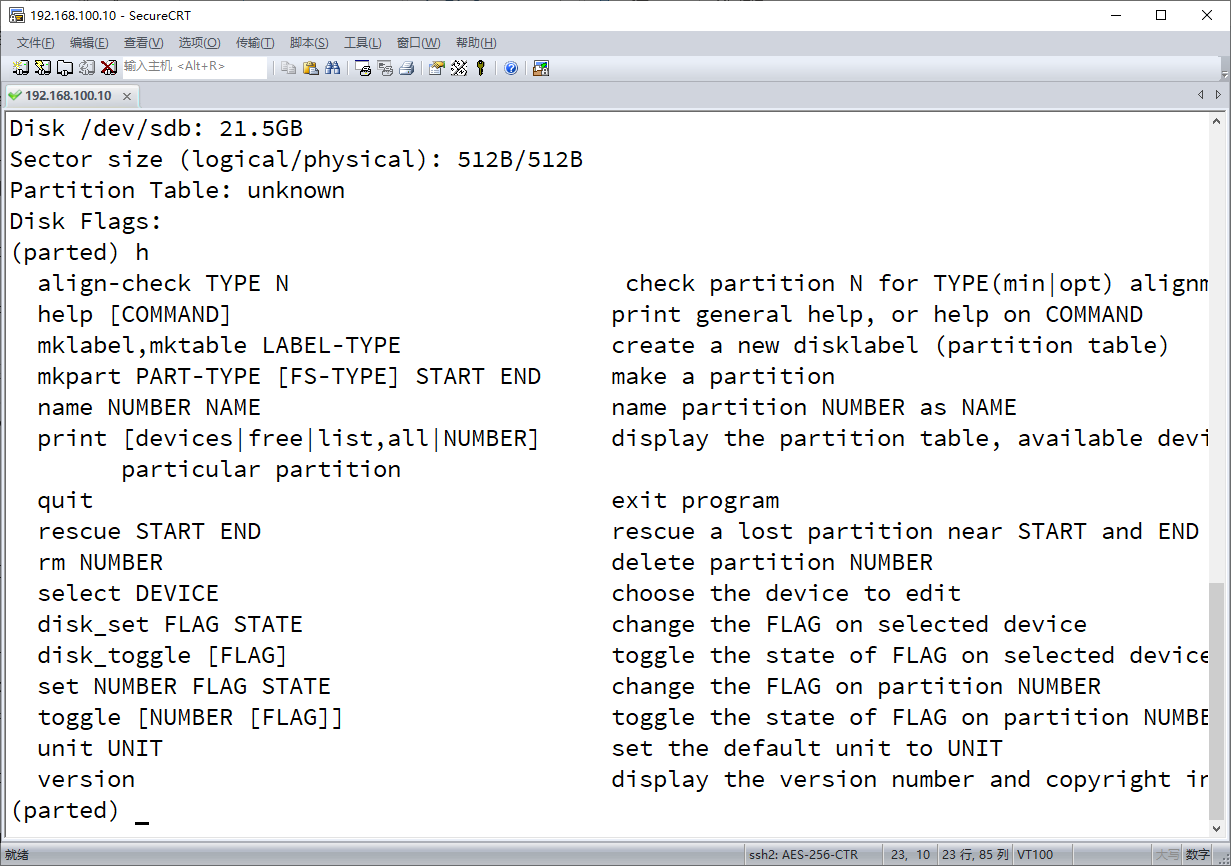 192.168.100.10 - SecureCRT
文件(F) 编辑(E) 查看(V) 选项(O) 传输(T) 脚本(S) 工具(L) 窗口(W) 帮助(H)
输入主机 <Alt+R>
192.168.100.10
Disk /dev/sdb: 21.5GB
Sector size (logical/physical): 512B/512B
Partition Table: unknown
Disk Flags:
(parted) h
align-check TYPE N check partition N for TYPE(min|opt) alignm
help [COMMAND] print general help, or help on COMMAND
mklabel,mktable LABEL-TYPE create a new disklabel (partition table)
mkpart PART-TYPE [FS-TYPE] START END make a partition
name NUMBER NAME name partition NUMBER as NAME
print [devices|free|list,all|NUMBER] display the partition table, available devi
particular partition
quit exit program
rescue START END rescue a lost partition near START and END
rm NUMBER delete partition NUMBER
select DEVICE choose the device to edit
disk_set FLAG STATE change the FLAG on selected device
disk_toggle [FLAG] toggle the state of FLAG on selected device
set NUMBER FLAG STATE change the FLAG on partition NUMBER
toggle [NUMBER [FLAG]] toggle the state of FLAG on partition NUMBE
unit UNIT set the default unit to UNIT
version display the version number and copyright in
(parted) _
就绪 ssh2: AES-256-CTR 23, 10 23 行, 85 列 VT100 大写 数字